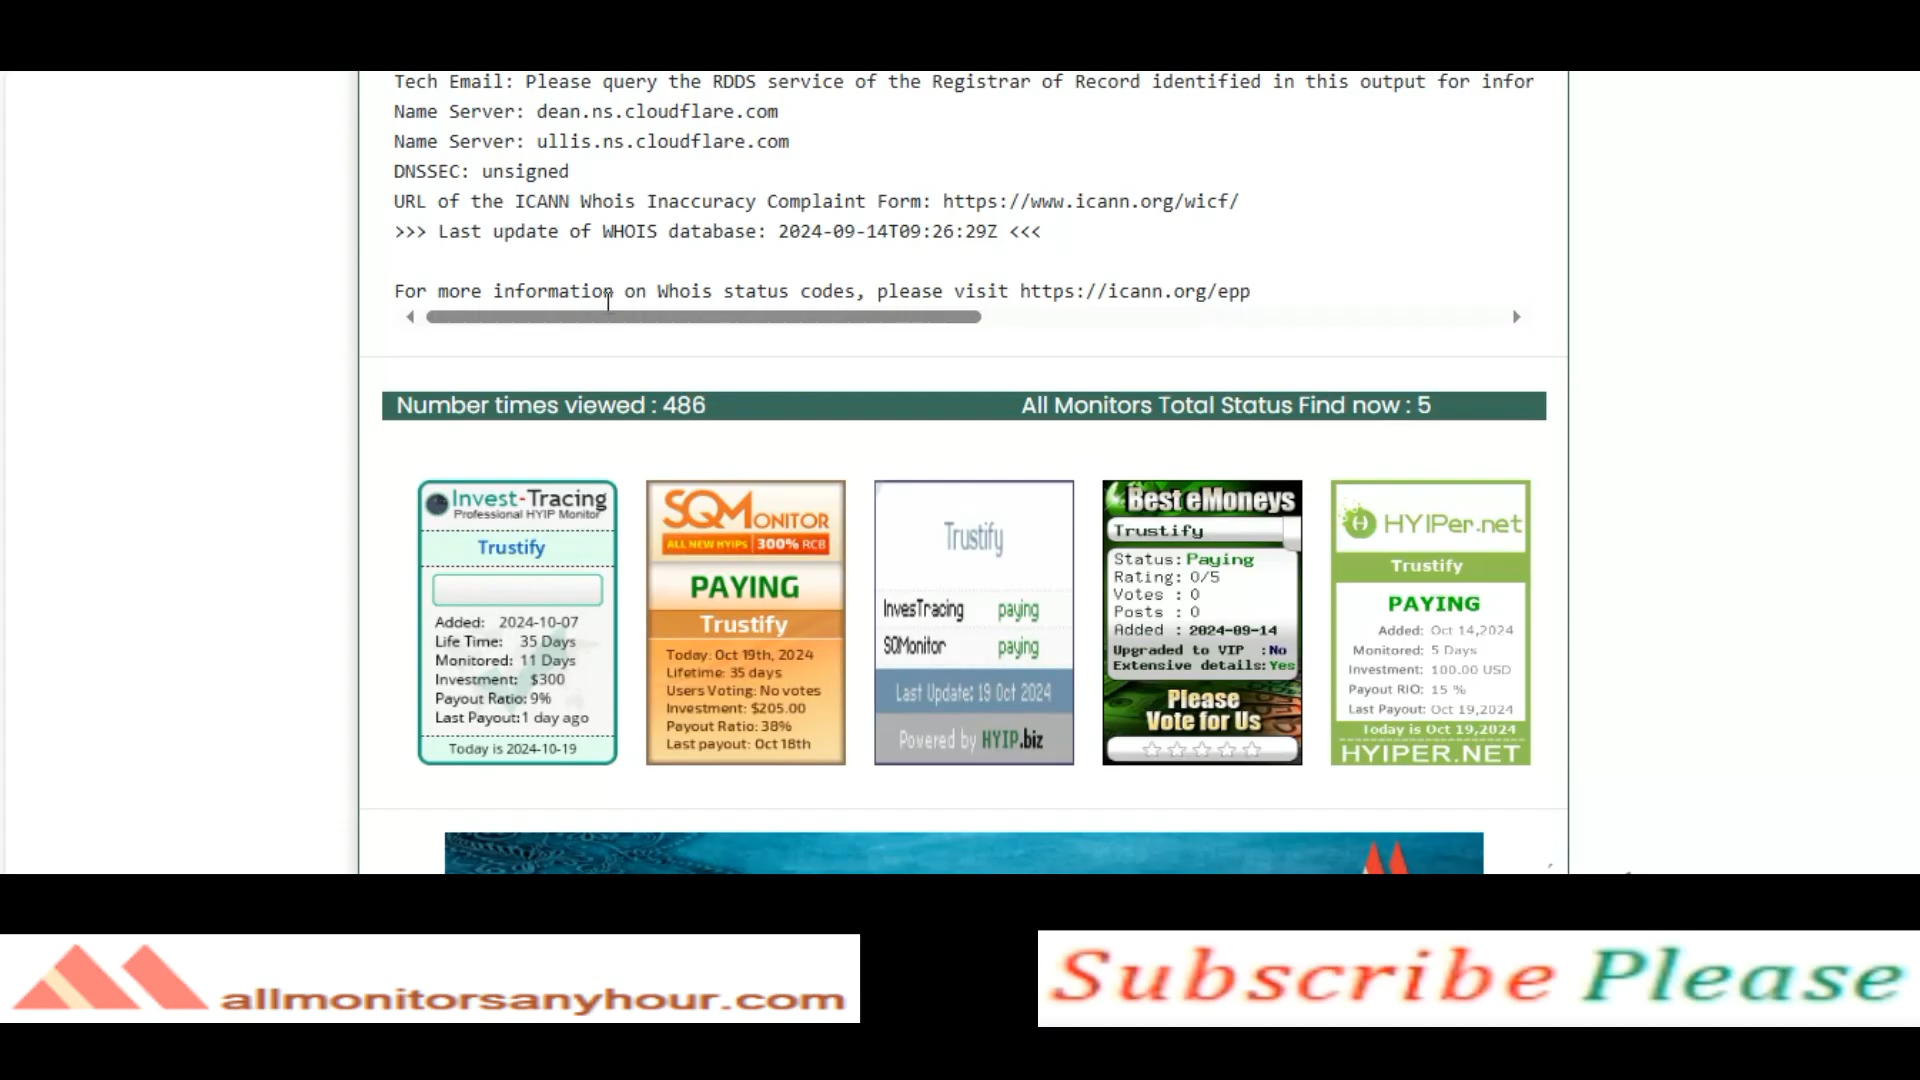 Tech Email: Please query the RDDS service of the Registrar of Record identified in this output for infor
Name Server: dean.ns.cloudflare.com
Name Server: ullis.ns.cloudflare.com
DNSSEC: unsigned
URL of the ICANN Whois Inaccuracy Complaint Form: https://www.icann.org/wicf/
>>> Last update of WHOIS database: 2024-09-14T09:26:29Z <<<
For more information on Whois status codes, please visit https://icann.org/epp
Number times viewed : 486
All Monitors Total Status Find now : 5
Invest-Tracing
Professional HYIP Monitor
Trustify
Added: 2024-10-07
Life Time: 35 Days
Monitored: 11 Days
Investment: $300
Payout Ratio: 9%
Last Payout: 1 day ago
Today is 2024-10-19
SQMONITOR
ALL NEW HYIPS 300% RCB
PAYING
Trustify
Today: Oct 19th, 2024
Lifetime: 35 days
Users Voting: No votes
Investment: $205.00
Payout Ratio: 38%
Last payout: Oct 18th
Trustify
InvesTracing paying
SQMonitor paying
Last Update: 19 Oct 2024
Powered by HYIP.biz
Best eMoneys
Trustify
Status: Paying
Rating: 0/5
Votes : 0
Posts : 0
Added : 2024-09-14
Upgraded to VIP :No
Extensive details:Yes
Please
Vote for Us
HYIPer.net
Trustify
PAYING
Added: Oct 14,2024
Monitored: 5 Days
Investment: 100.00 USD
Payout RIO: 15 %
Last Payout: Oct 19,2024
Today is Oct 19,2024
HYIPER.NET
allmonitorsanyhour.com
Subscribe Please